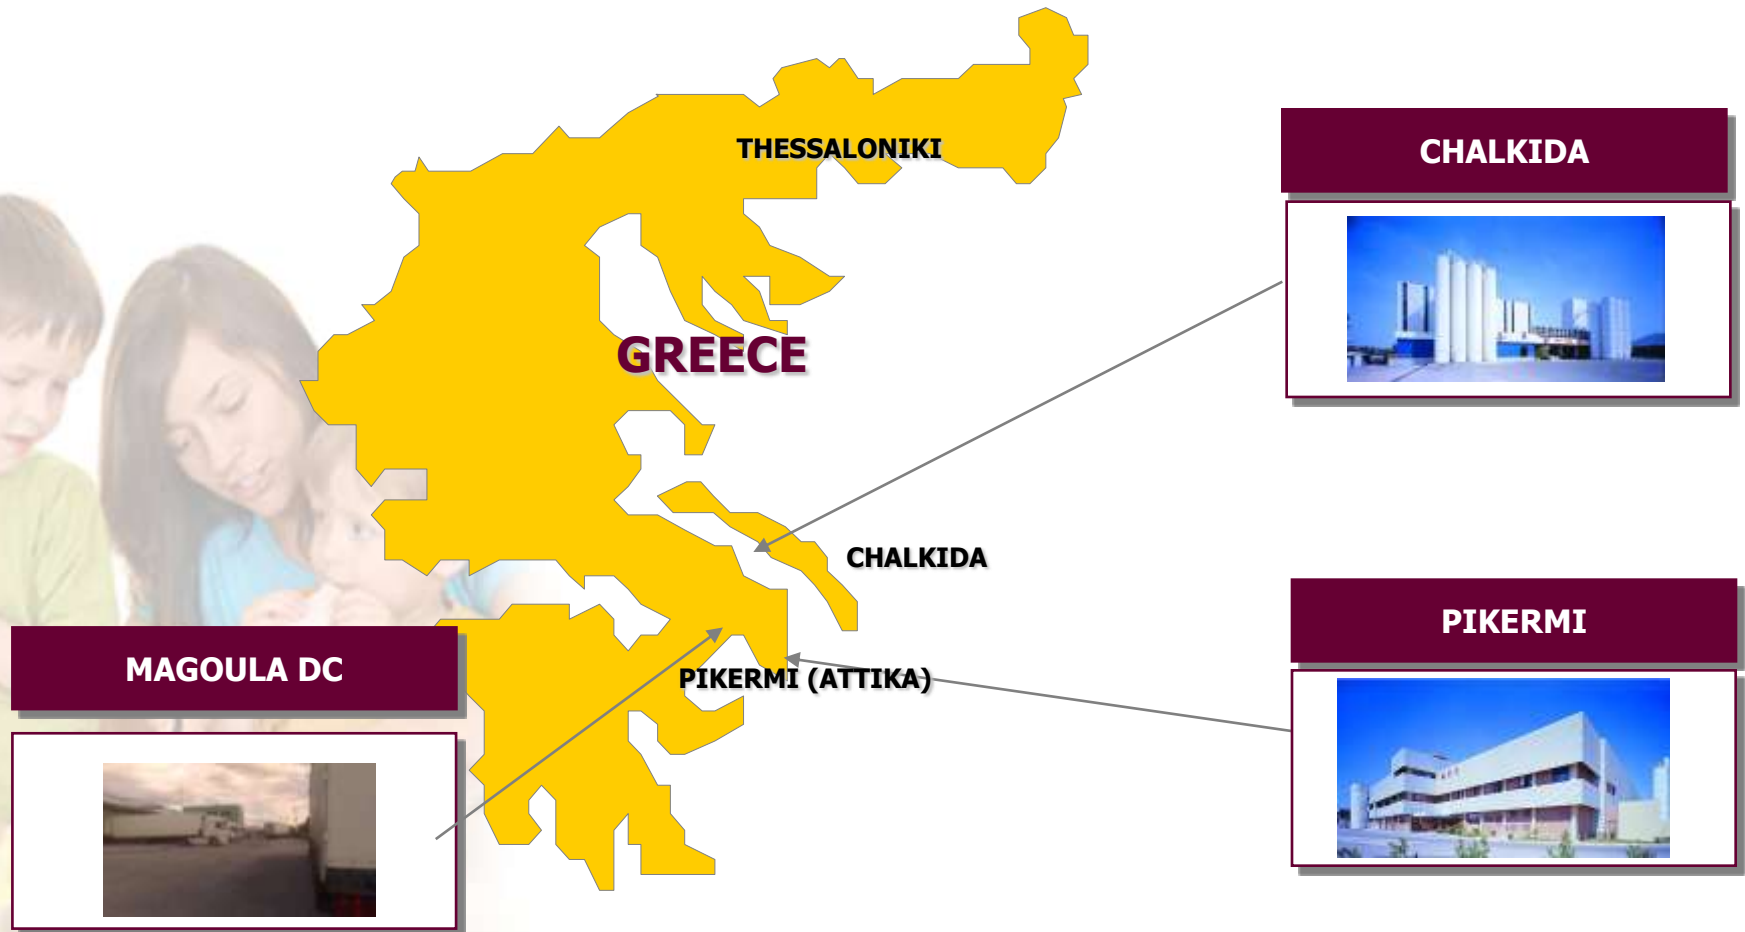 THESSALONIKI
CHALKIDA
GREECE
CHALKIDA
PIKERMI
MAGOULA DC
PIKERMI (ATTIKA)